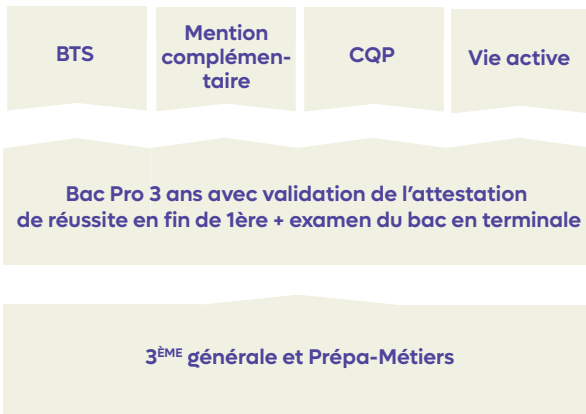 BTS
Mention
complémen-
taire
CQP
Vie active
Bac Pro 3 ans avec validation de l'attestation
de réussite en fin de 1ère + examen du bac en terminale
3ÈME générale et Prépa-Métiers